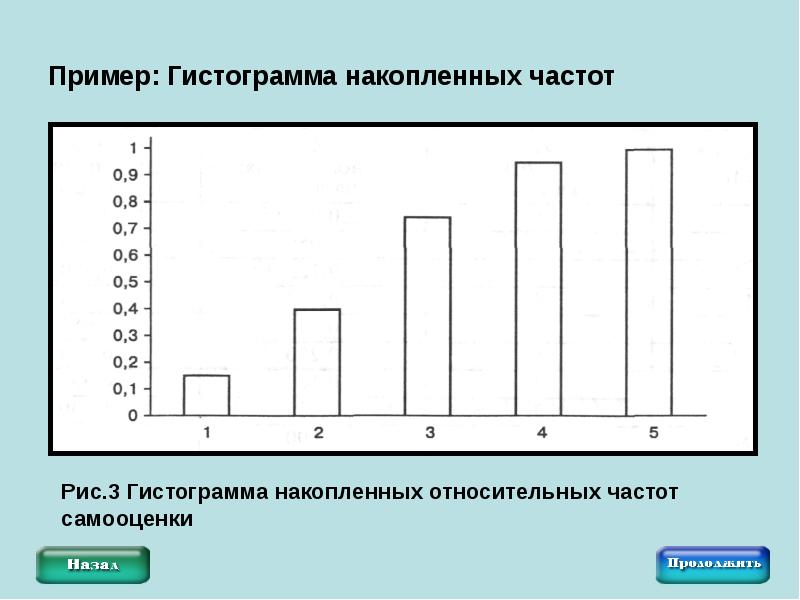 Пример: Гистограмма накопленных частот
1
0,9
0,8
0,7
0,6
0,5
0,4
0,3
0,2
0,1
0
1 2 3 4 5
Рис.3 Гистограмма накопленных относительных частот
самооценки
Назад
Продолжить